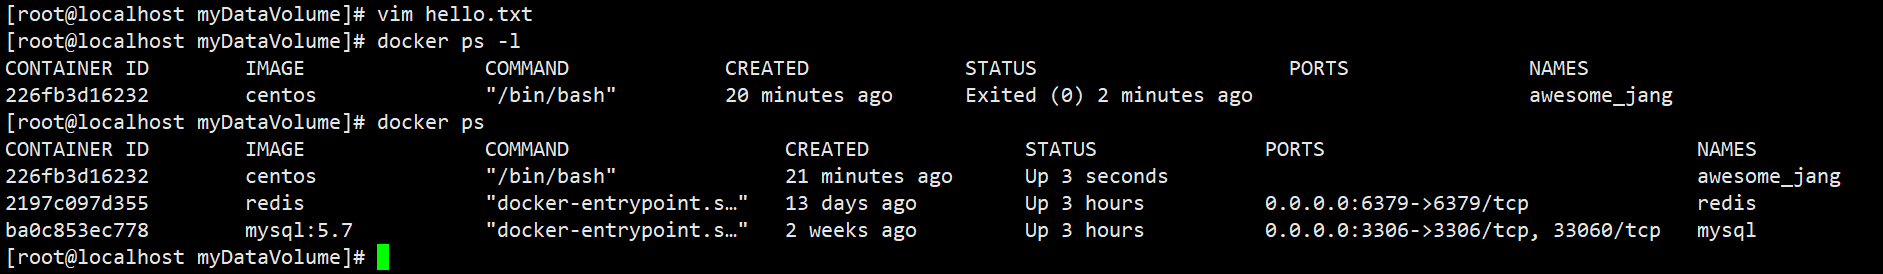 [root@localhost myDataVolume]# vim hello.txt
[root@localhost myDataVolume]# docker ps -l
CONTAINER ID        IMAGE               COMMAND             CREATED             STATUS                     PORTS               NAMES
226fb3d16232        centos              "/bin/bash"         20 minutes ago      Exited (0) 2 minutes ago                       awesome_jang
[root@localhost myDataVolume]# docker ps
CONTAINER ID        IMAGE               COMMAND                  CREATED             STATUS              PORTS                               NAMES
226fb3d16232        centos              "/bin/bash"              21 minutes ago      Up 3 seconds                                            awesome_jang
2197c097d355        redis               "docker-entrypoint.s…"   13 days ago         Up 3 hours          0.0.0.0:6379->6379/tcp              redis
ba0c853ec778        mysql:5.7           "docker-entrypoint.s…"   2 weeks ago         Up 3 hours          0.0.0.0:3306->3306/tcp, 33060/tcp   mysql
[root@localhost myDataVolume]#